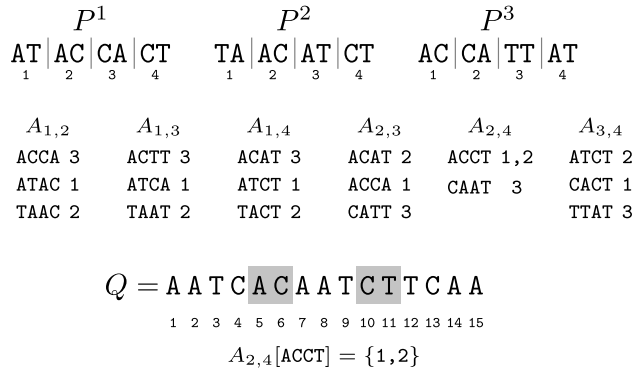 P¹ P² P³
AT|AC|CA|CT TA|AC|AT|CT AC|CA|TT|AT
1 2 3 4 1 2 3 4 1 2 3 4
A₁,₂ A₁,₃ A₁,₄ A₂,₃ A₂,₄ A₃,₄
ACCA 3 ACTT 3 ACAT 3 ACAT 2 ACCT 1,2 ATCT 2
ATAC 1 ATCA 1 ATCT 1 ACCA 1 CAAT 3 CACT 1
TAAC 2 TAAT 2 TACT 2 CATT 3 TTAT 3
Q = A A T C A C A A T C T T C A A
1 2 3 4 5 6 7 8 9 10 11 12 13 14 15
A₂,₄[ACCT] = {1,2}